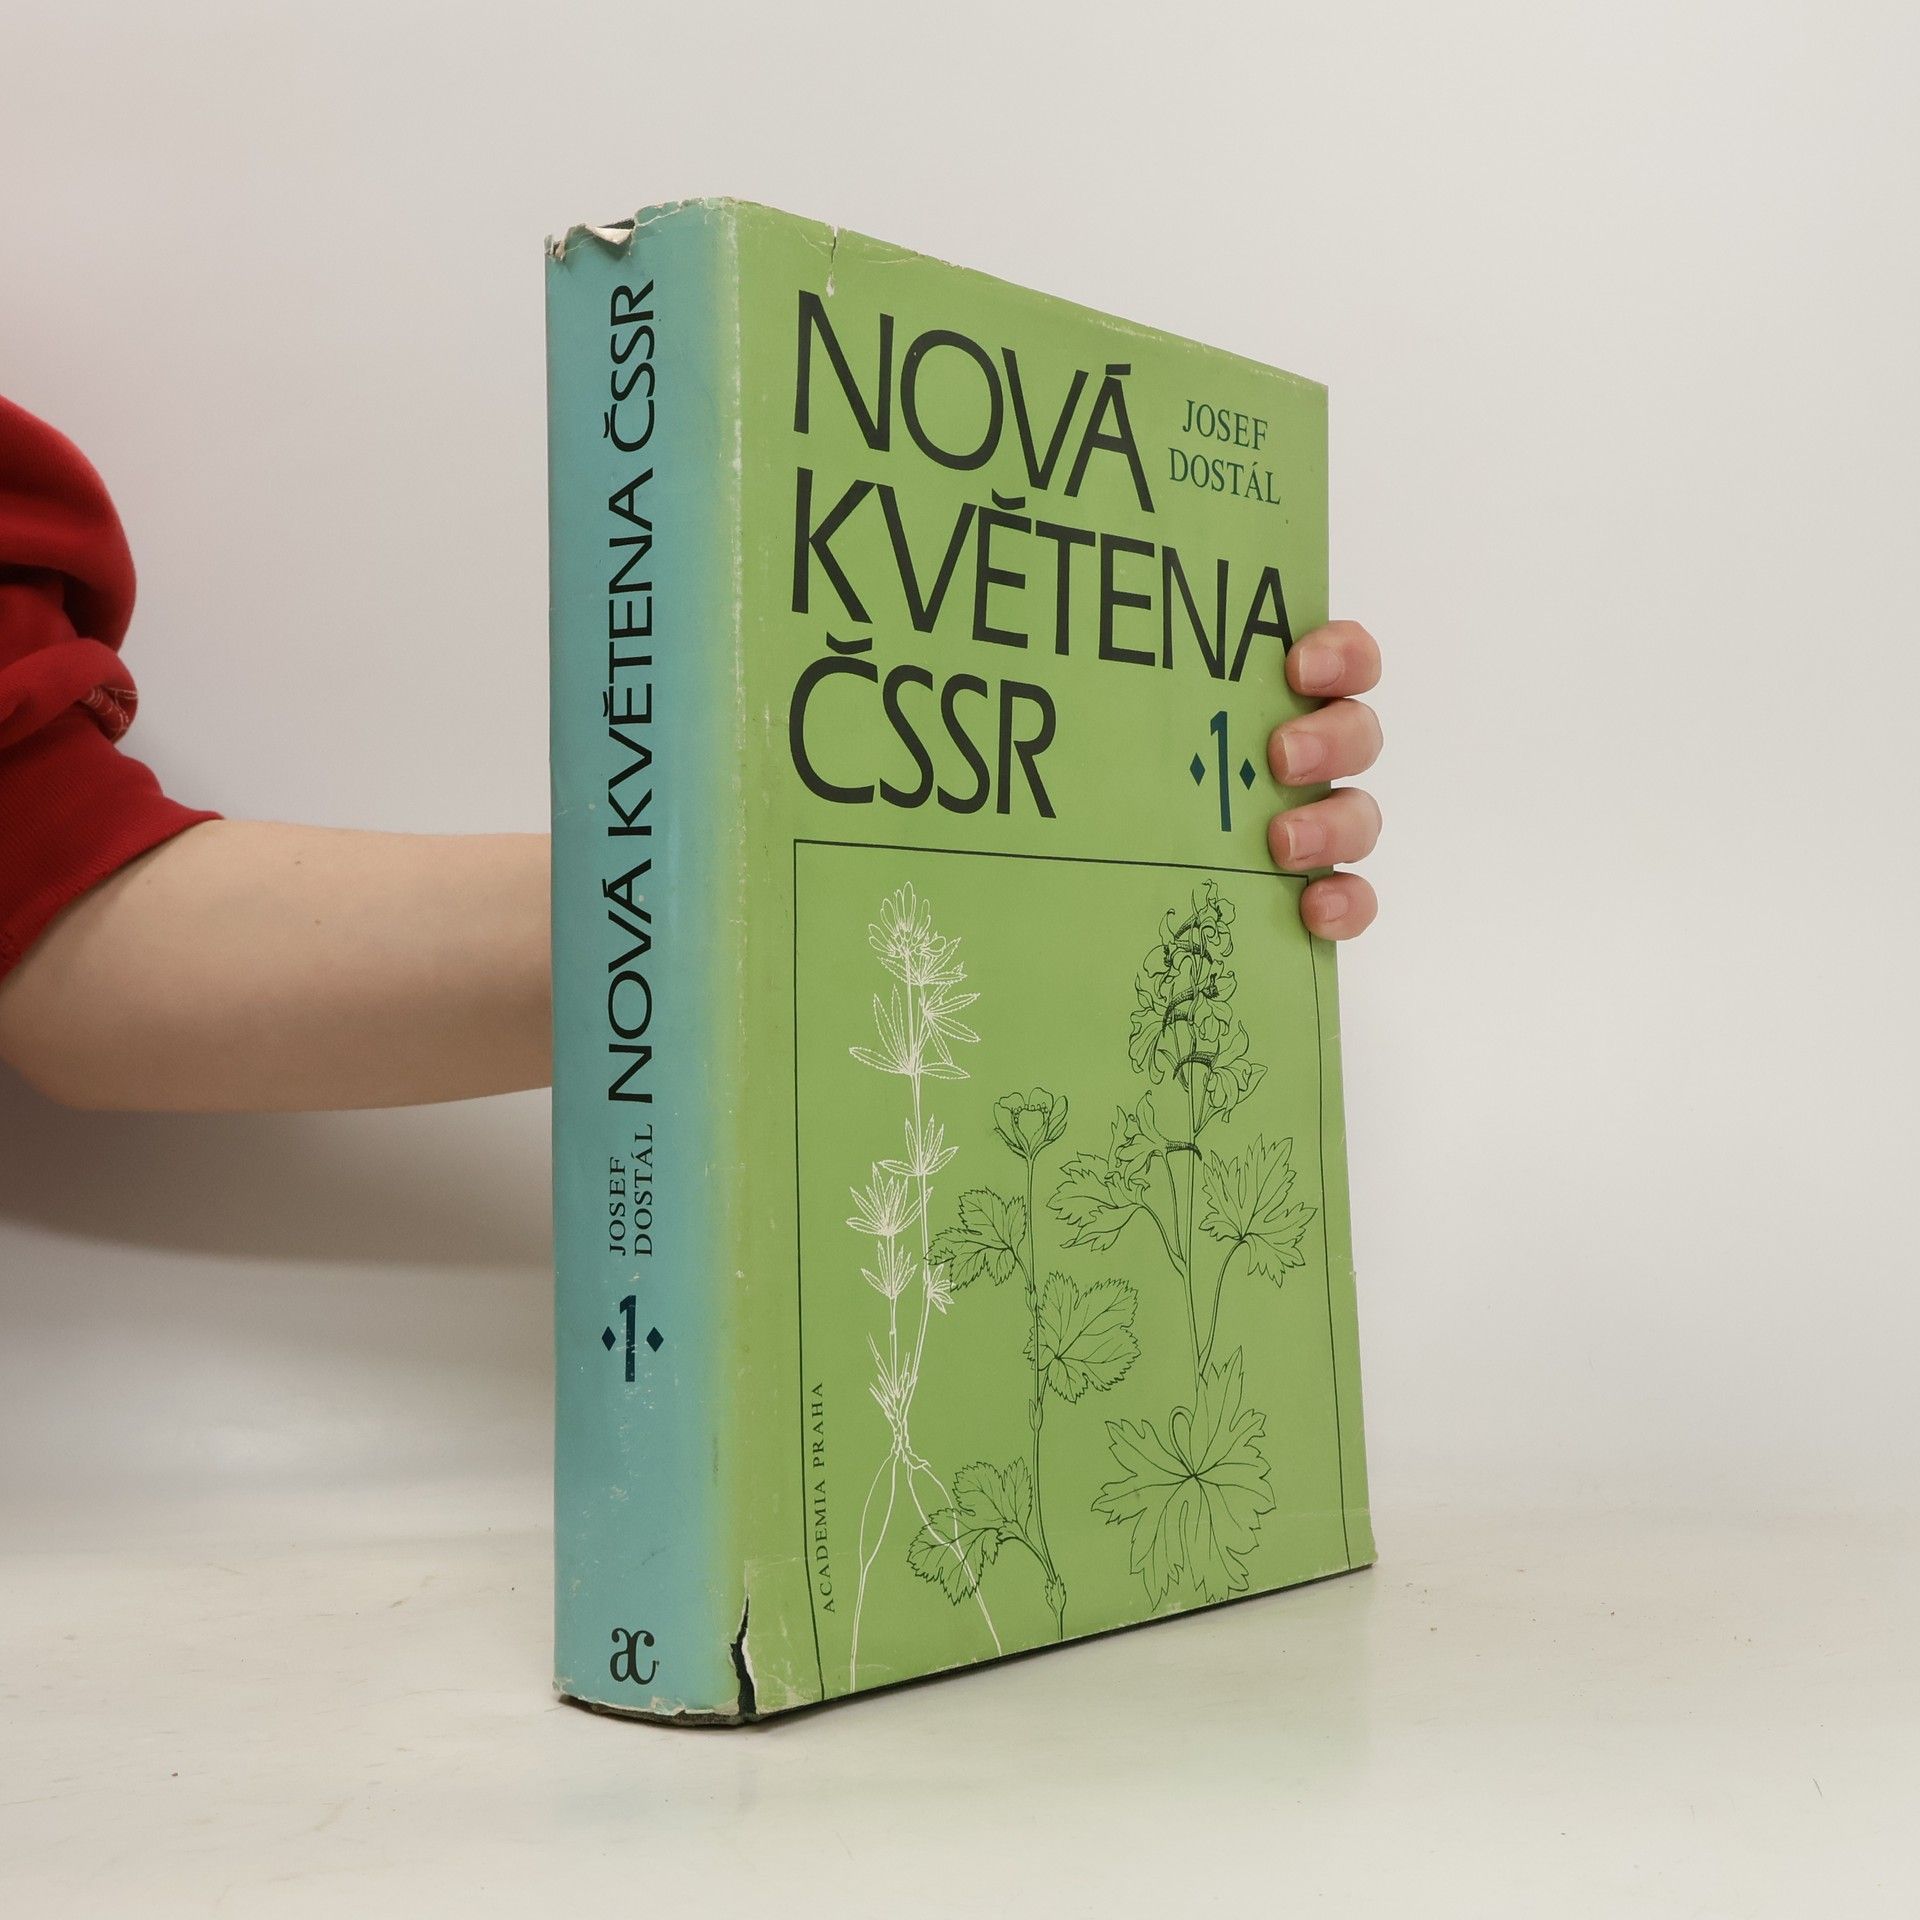 NOVÁ KVĚTENA ČSSR
JOSEF
DOSTÁL
1
ac
NOVÁ
KVĚTENA
ČSSR
JOSEF
DOSTÁL
1
ACADEMIA PRAHA